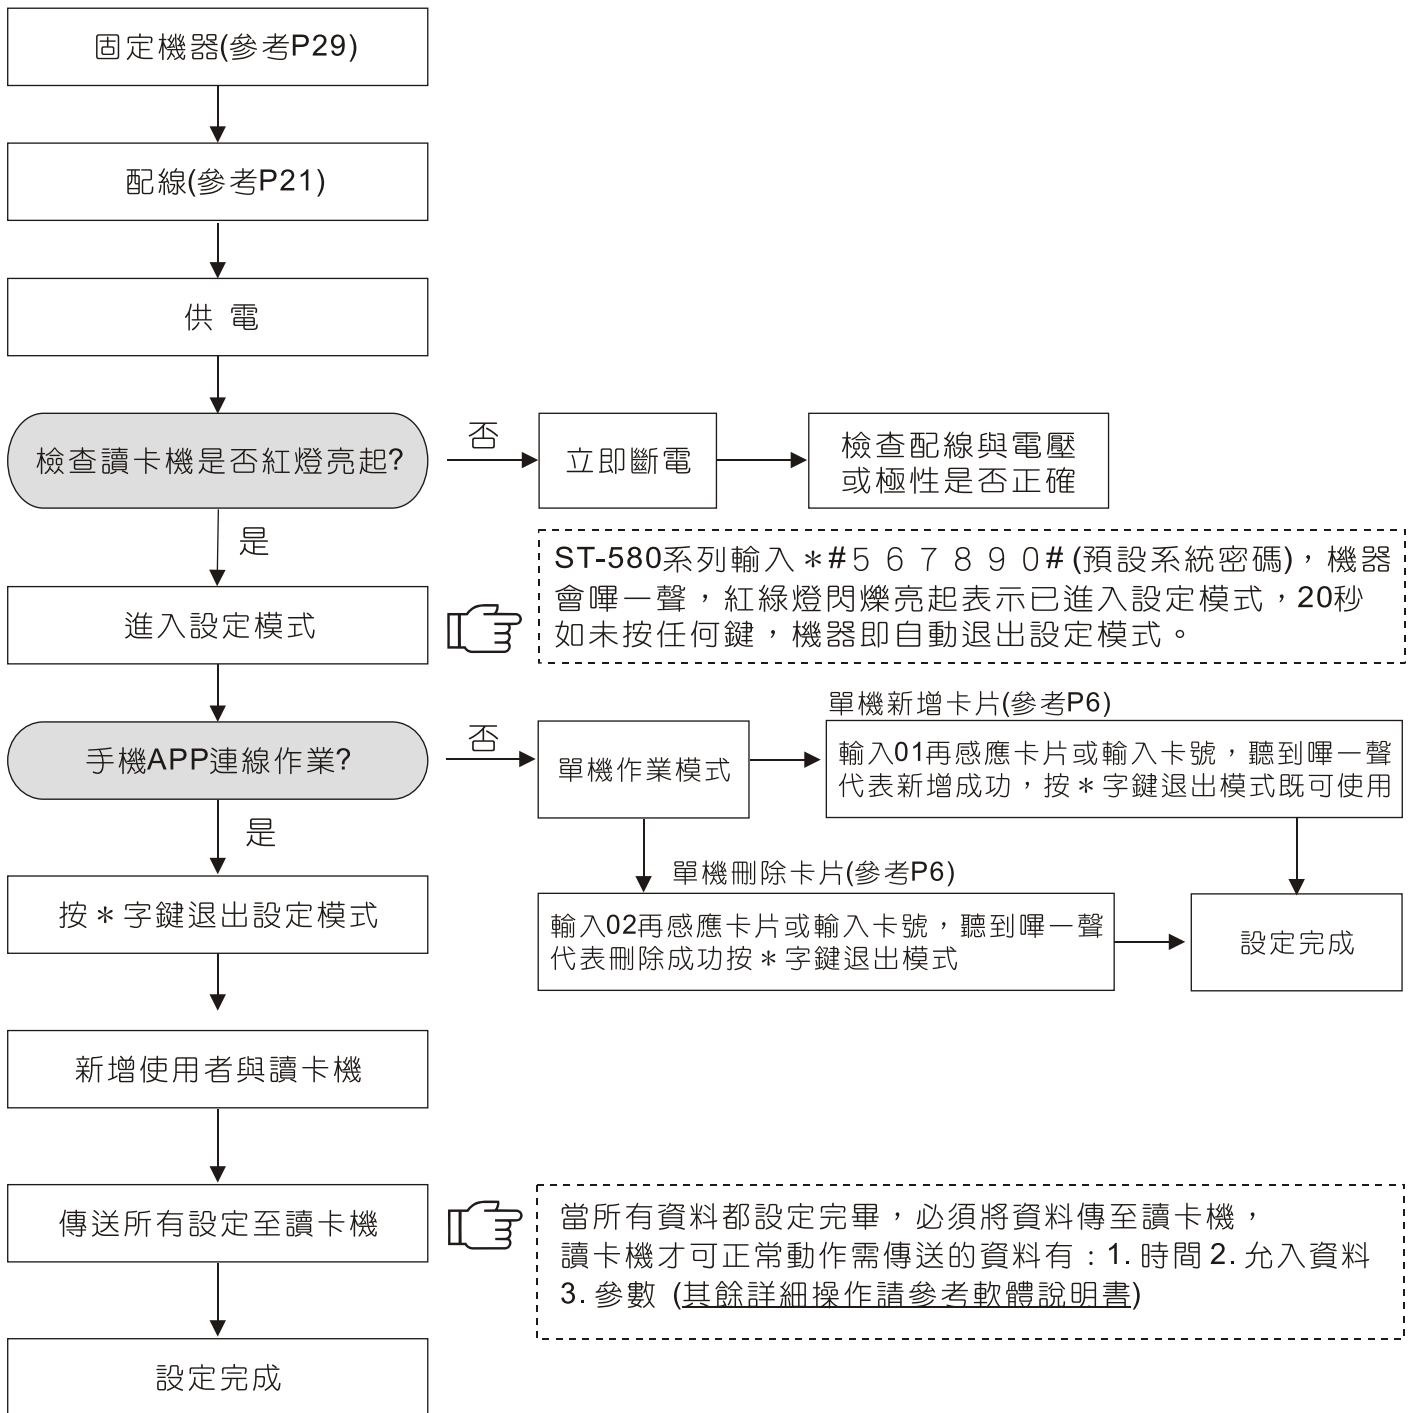 固定機器(參考P29)
配線(參考P21)
供 電
檢查讀卡機是否紅燈亮起?
否
立即斷電
檢查配線與電壓
或極性是否正確
是
ST-580系列輸入＊#５６７８９０#(預設系統密碼)，機器
會嗶一聲，紅綠燈閃爍亮起表示已進入設定模式，20秒
如未按任何鍵，機器即自動退出設定模式。
進入設定模式
手機APP連線作業?
否
單機作業模式
單機新增卡片(參考P6)
輸入01再感應卡片或輸入卡號，聽到嗶一聲
代表新增成功，按＊字鍵退出模式既可使用
是
單機刪除卡片(參考P6)
輸入02再感應卡片或輸入卡號，聽到嗶一聲
代表刪除成功按＊字鍵退出模式
設定完成
按＊字鍵退出設定模式
新增使用者與讀卡機
傳送所有設定至讀卡機
當所有資料都設定完畢，必須將資料傳至讀卡機，
讀卡機才可正常動作需傳送的資料有：1. 時間 2. 允入資料
3. 參數 (其餘詳細操作請參考軟體說明書)
設定完成